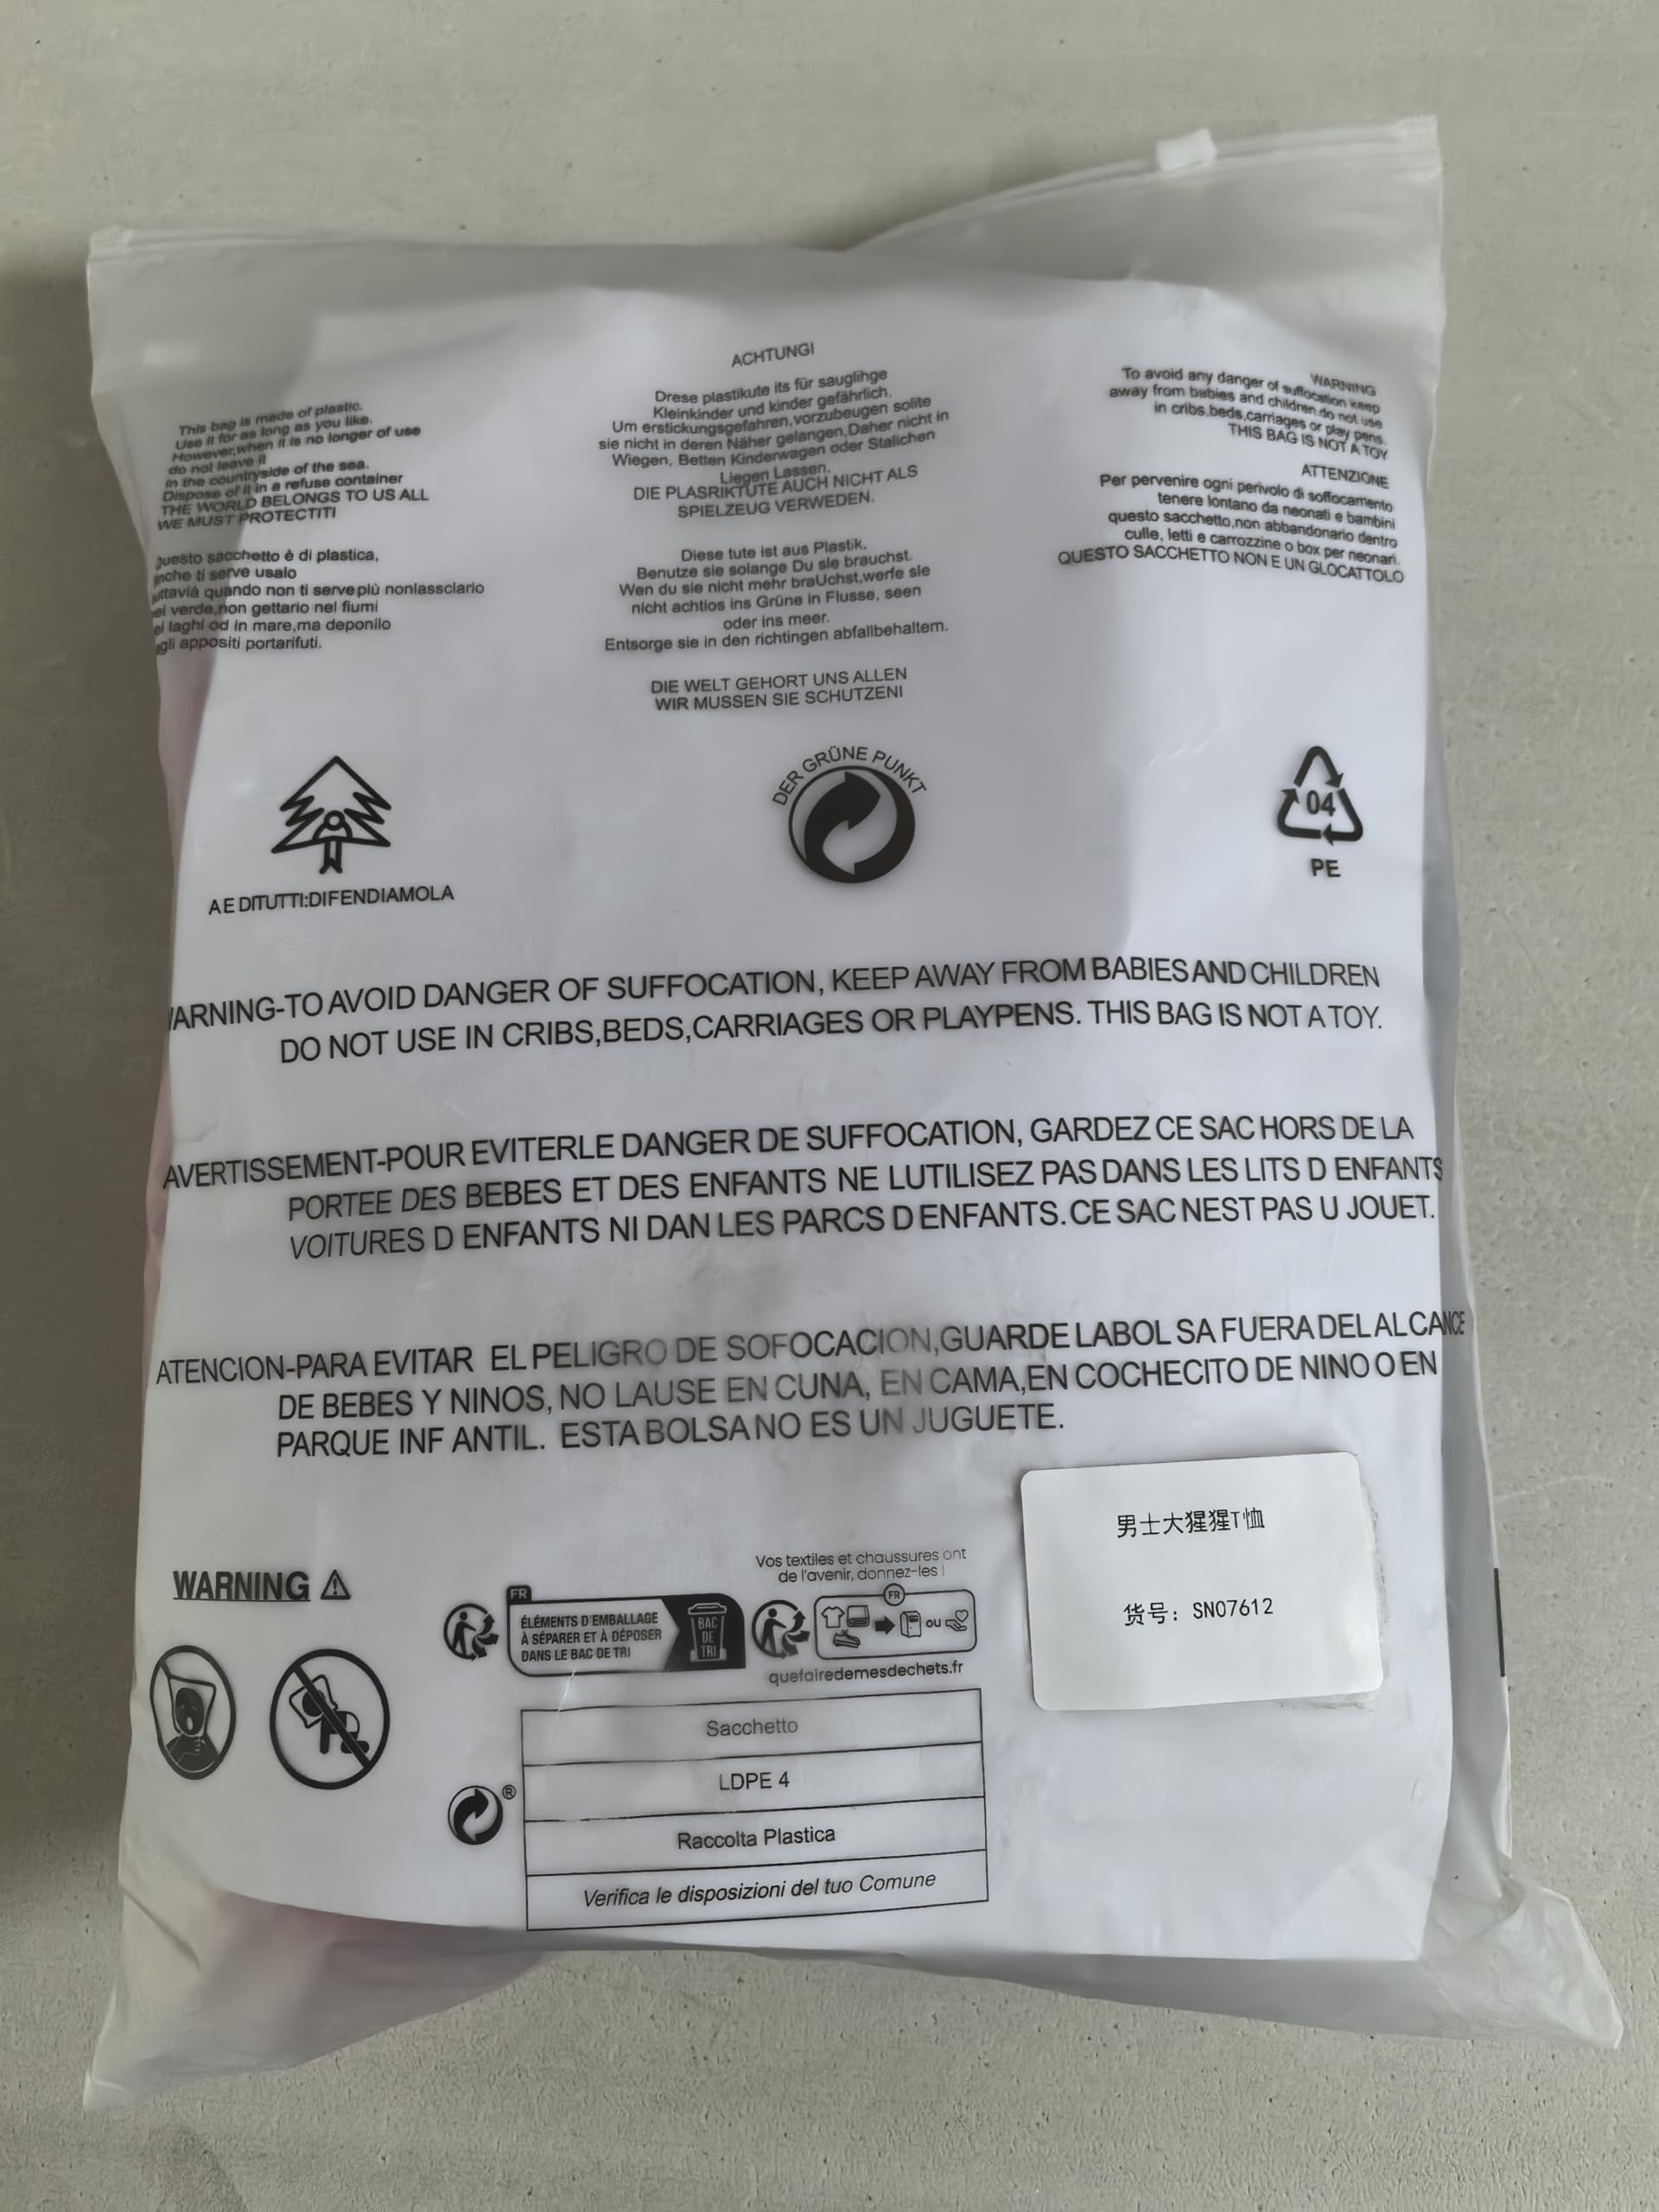 This bag is made of plastic.
Use it for as long as you like,
However,when it is no longer of use
do not leave it
in the countryside of the sea.
Dispose of it in a refuse container
THE WORLD BELONGS TO US ALL
WE MUST PROTECTITI
sacchetto è di plastica,
ti serve usalo
quando non ti serve più nonlassclario
verde,non gettario nel fiumi
laghi od in mare,ma deponilo
appositi portarifuti.
ACHTUNGI
Drese plastikute its für sauglihge
Kleinkinder und kinder gefährlich.
Um erstickungsgefahren,vorzubeugen solite
sie nicht in deren Näher gelangen,Daher nicht in
Wiegen, Betten Kinderwagen oder Stalichen
Liegen Lassen.
DIE PLASRIKTUTE AUCH NICHT ALS
SPIELZEUG VERWEDEN.
Diese tute ist aus Plastik,
Benutze sie solange Du sle brauchst.
Wen du sie nicht mehr braUchst,werfe sle
nicht achtios ins Grüne in Flusse, seen
oder ins meer.
Entsorge sie in den richtingen abfallbehaltem.
DIE WELT GEHORT UNS ALLEN
WIR MUSSEN SIE SCHUTZENI
WARNING
To avoid any danger of suffocation keep
away from babies and children.do not use
in cribs,beds,carriages or play pens.
THIS BAG IS NOT A TOY
ATTENZIONE
Per pervenire ogni perivolo di soffocamento
tenere lontano da neonati e bambini
questo sacchetto,non abbandonario dentro
culle, letti e carrozzine o box per neonari.
QUESTO SACCHETTO NON E UN GLOCATTOLO
A E DITUTTI:DIFENDIAMOLA
DER GRÜNE PUNKT
04
PE
WARNING-TO AVOID DANGER OF SUFFOCATION, KEEP AWAY FROM BABIES AND CHILDREN
DO NOT USE IN CRIBS,BEDS,CARRIAGES OR PLAYPENS. THIS BAG IS NOT A TOY.
AVERTISSEMENT-POUR EVITERLE DANGER DE SUFFOCATION, GARDEZ CE SAC HORS DE LA
PORTEE DES BEBES ET DES ENFANTS NE LUTILISEZ PAS DANS LES LITS D ENFANTS
VOITURES D ENFANTS NI DAN LES PARCS D ENFANTS. CE SAC NEST PAS U JOUET.
ATENCION-PARA EVITAR EL PELIGRO DE SOFOCACION,GUARDE LABOL SA FUERA DEL AL CANCE
DE BEBES Y NINOS, NO LAUSE EN CUNA, EN CAMA,EN COCHECITO DE NINO O EN
PARQUE INF ANTIL. ESTA BOLSA NO ES UN JUGUETE.
男士大猩猩T恤
货号：SN07612
WARNING
FR
ÉLÉMENTS D'EMBALLAGE
À SÉPARER ET À DÉPOSER
DANS LE BAC DE TRI
BAC
DE
TRI
Vos textiles et chaussures ont
de l'avenir, donnez-les !
FR
ou
quefairedemesdechets.fr
®
Sacchetto
LDPE 4
Raccolta Plastica
Verifica le disposizioni del tuo Comune